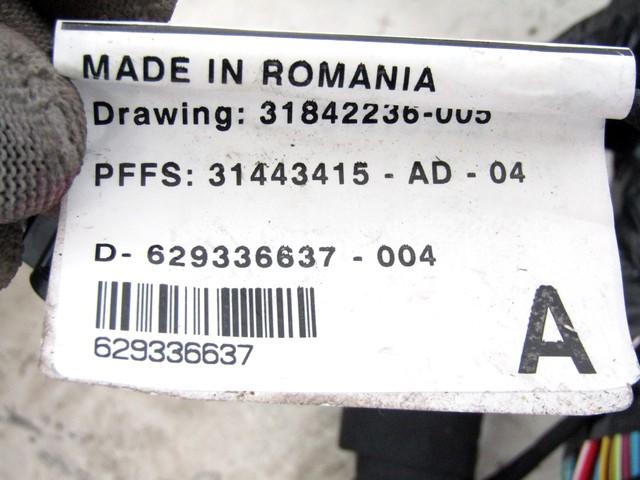 MADE IN ROMANIA
Drawing: 31842236-005
PFFS: 31443415 - AD - 04
D- 629336637 - 004
629336637
A